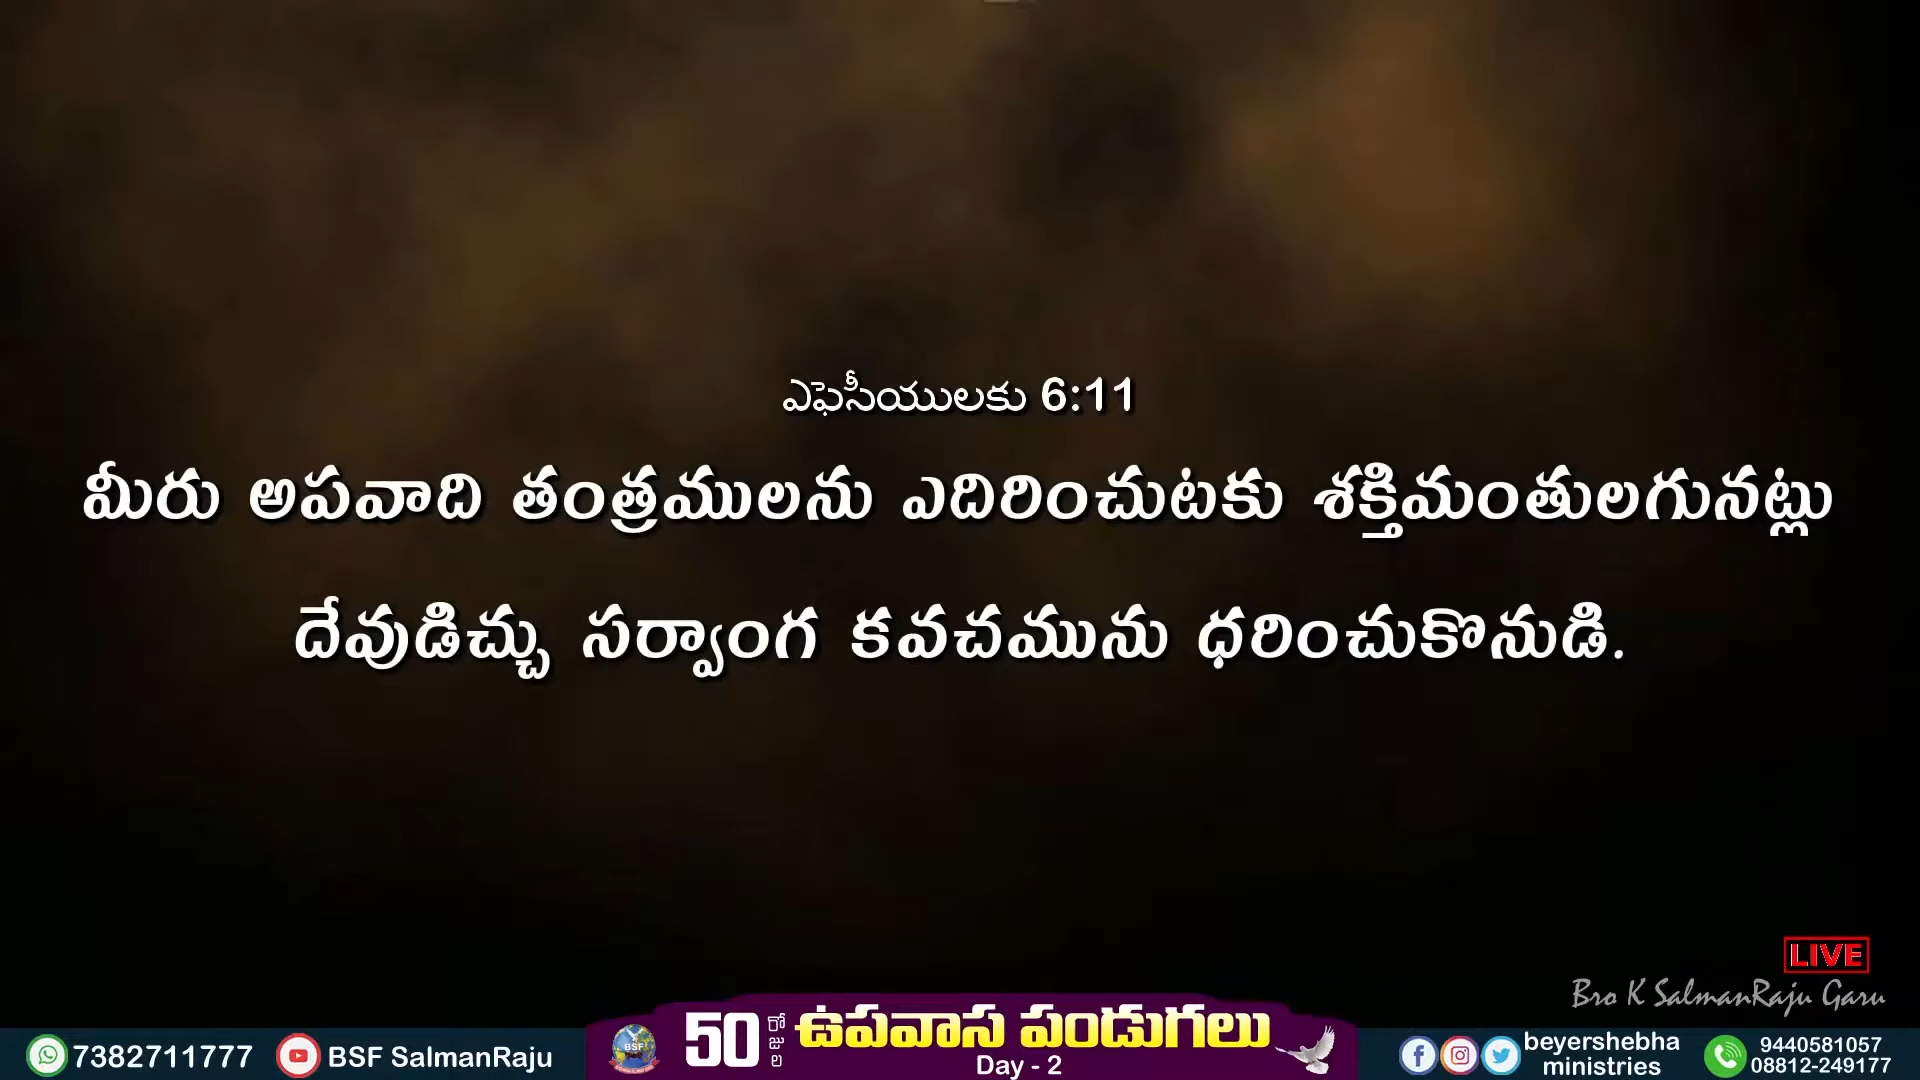 ఎఫెసీయులకు 6:11
మీరు అపవాది తంత్రములను ఎదిరించుటకు శక్తిమంతులగునట్లు
దేవుడిచ్చు సర్వాంగ కవచమును ధరించుకొనుడి.
LIVE
Bro K SalmanRaju Garu
7382711777
BSF SalmanRaju
BSF
50 రోజుల ఉపవాస పండుగలు
Day - 2
beyershebha
ministries
9440581057
08812-249177